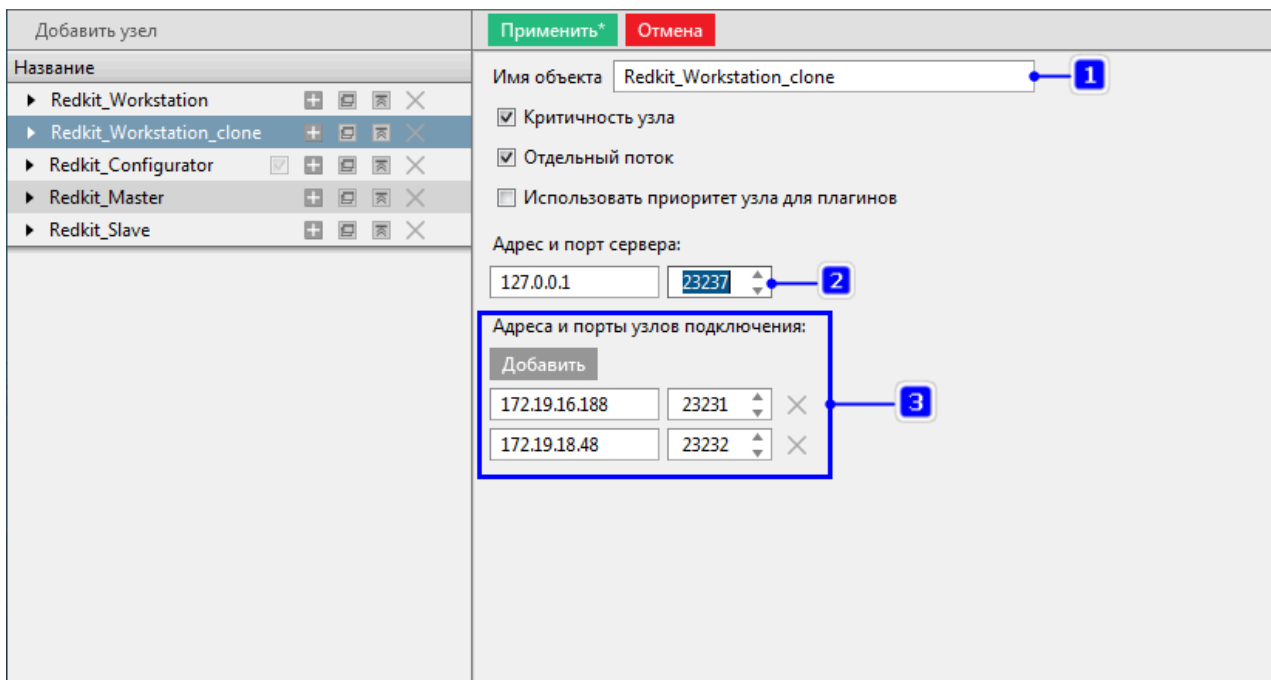 Добавить узел
Название
Redkit_Workstation
Redkit_Workstation_clone
Redkit_Configurator
Redkit_Master
Redkit_Slave
Применить* Отмена
Имя объекта Redkit_Workstation_clone 1
Критичность узла
Отдельный поток
Использовать приоритет узла для плагинов
Адрес и порт сервера:
127.0.0.1 23237 2
Адреса и порты узлов подключения:
Добавить
172.19.16.188 23231 3
172.19.18.48 23232